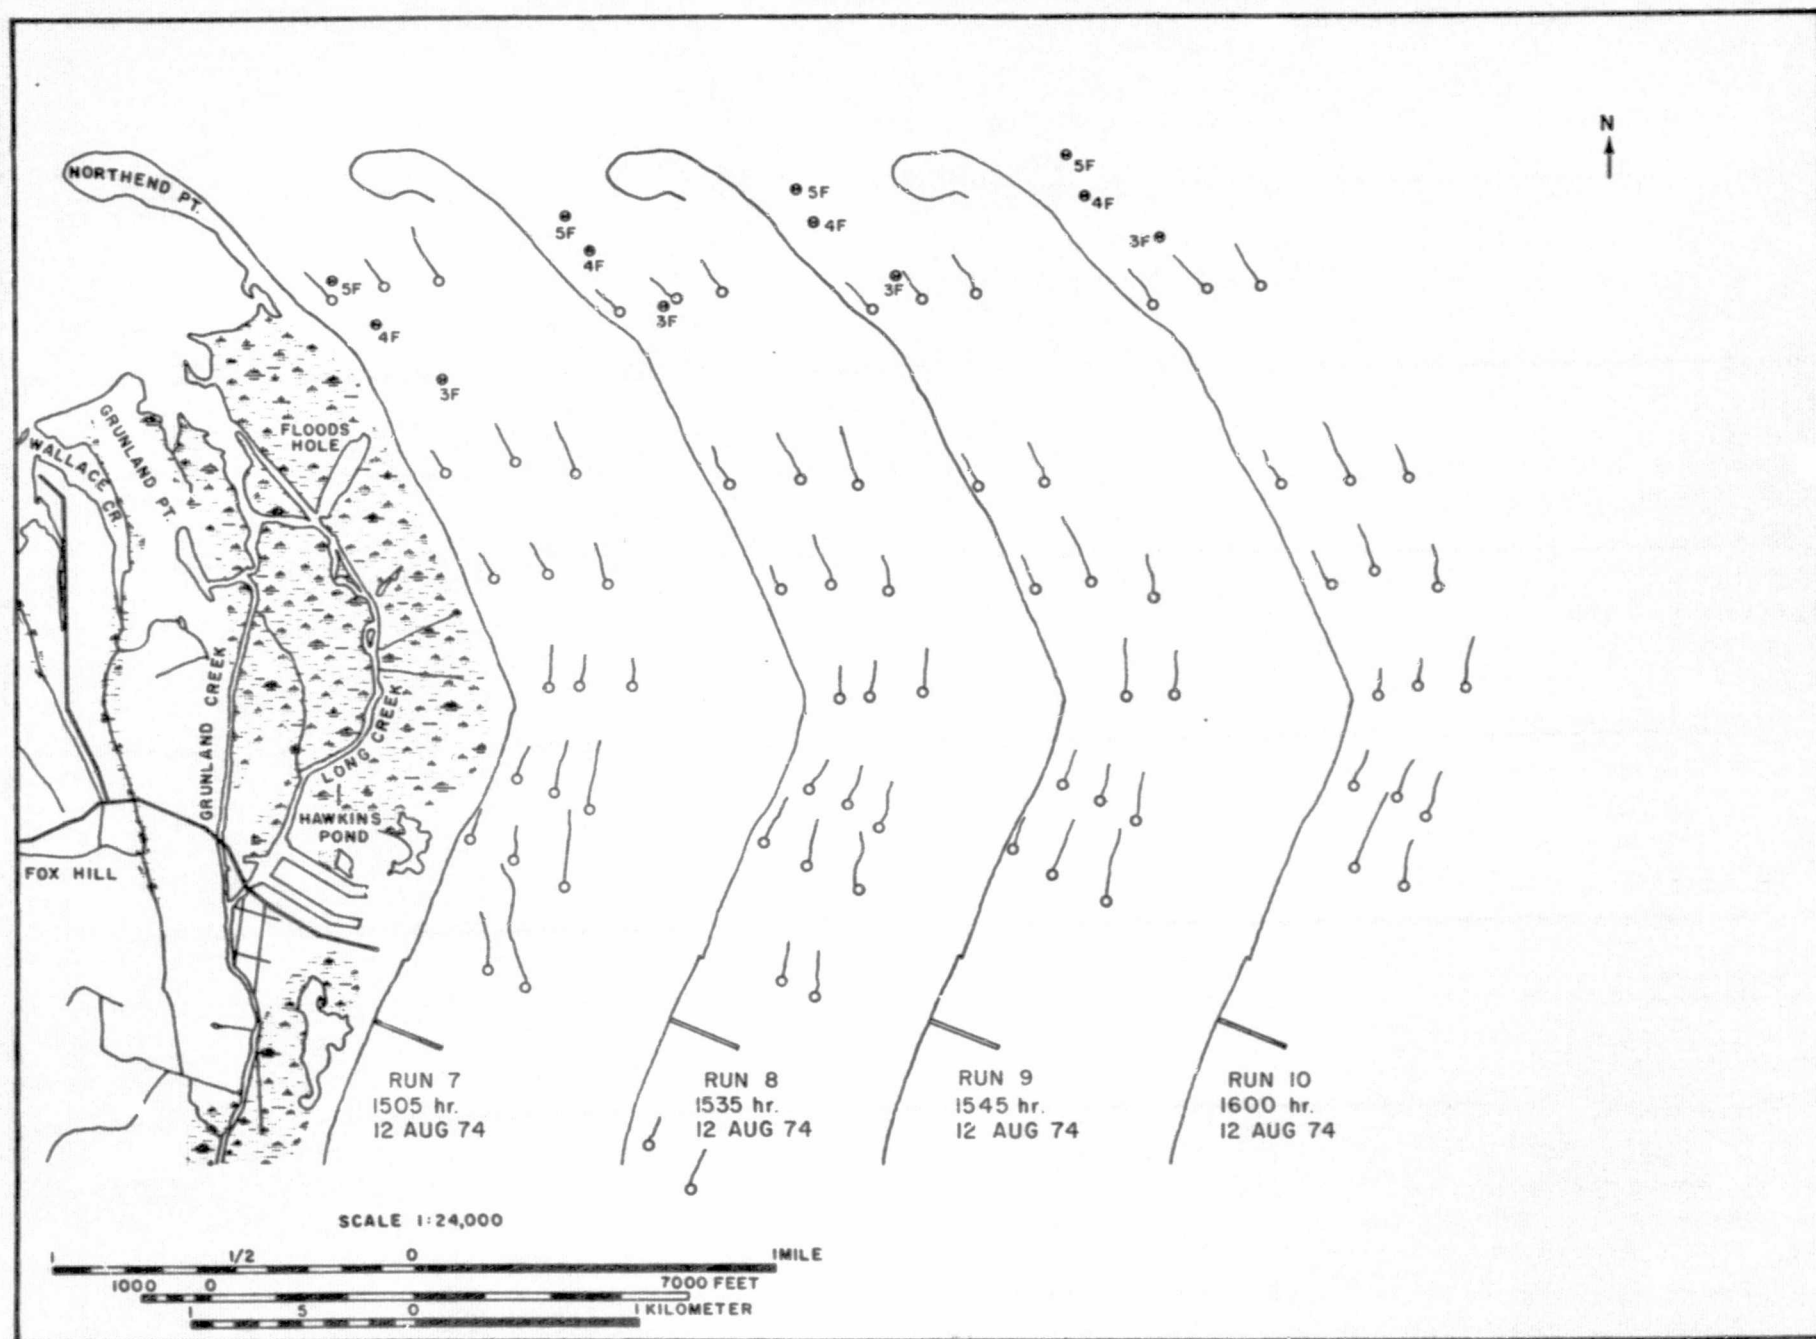 N
NORTHEND PT.
5F
4F
3F
5F
4F
3F
5F
4F
3F
5F
4F
3F
FLOODS
HOLE
GRUNLAND PT.
WALLACE CR.
GRUNLAND CREEK
LONG CREEK
HAWKINS
POND
FOX HILL
RUN 7
1505 hr.
12 AUG 74
RUN 8
1535 hr.
12 AUG 74
RUN 9
1545 hr.
12 AUG 74
RUN 10
1600 hr.
12 AUG 74
SCALE 1:24,000
1 1/2 0 1MILE
1000 0 7000 FEET
1 5 0 1 KILOMETER